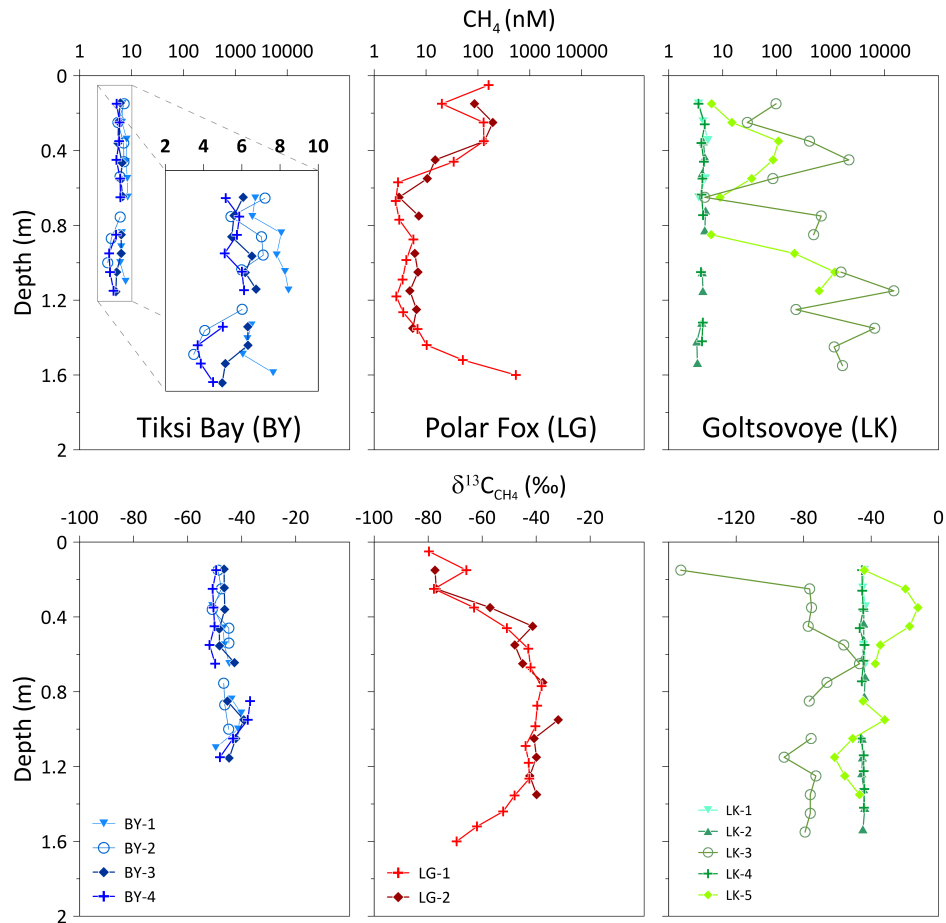 CH4 (nM)
1 10 100 1000 10000 1 10 100 1000 10000 1 10 100 1000 10000
0
0.4
2 4 6 8 10
0.8
Depth (m)
1.2
1.6
Tiksi Bay (BY) Polar Fox (LG) Goltsovoye (LK)
2
δ¹³C_CH4 (‰)
-100 -80 -60 -40 -20 -100 -80 -60 -40 -20 -120 -80 -40 0
0
0.4
0.8
Depth (m)
1.2
BY-1 LK-1
BY-2 LK-2
1.6
LK-3
BY-3 LG-1 LK-4
BY-4 LG-2 LK-5
2